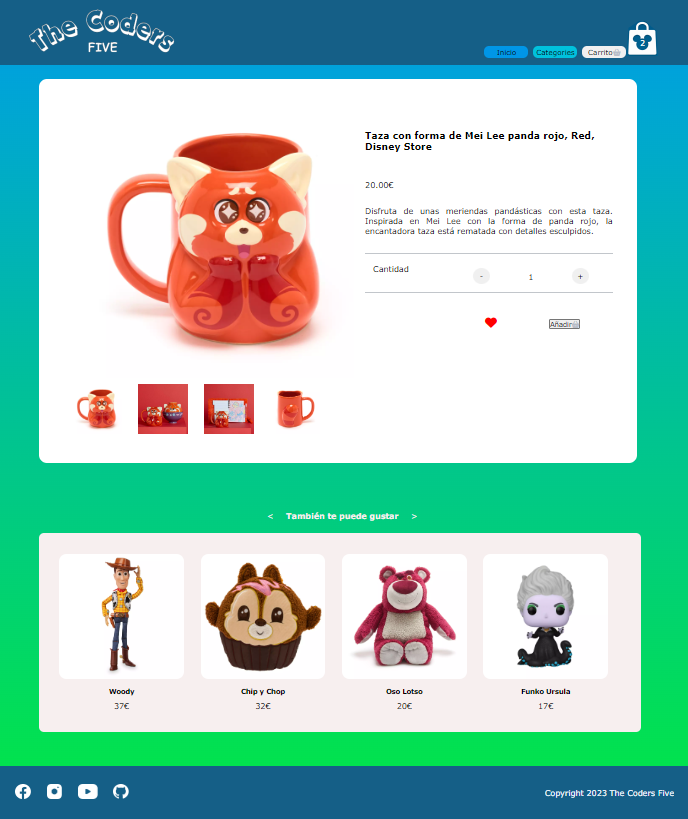 The Coders
FIVE
Inicio
Categories
Carrito
2
Taza con forma de Mei Lee panda rojo, Red,
Disney Store
20.00€
Disfruta de unas meriendas pandásticas con esta taza.
Inspirada en Mei Lee con la forma de panda rojo, la
encantadora taza está rematada con detalles esculpidos.
Cantidad
-
1
+
Añadir
< También te puede gustar >
Woody
Chip y Chop
Oso Lotso
Funko Ursula
37€
32€
20€
17€
Copyright 2023 The Coders Five